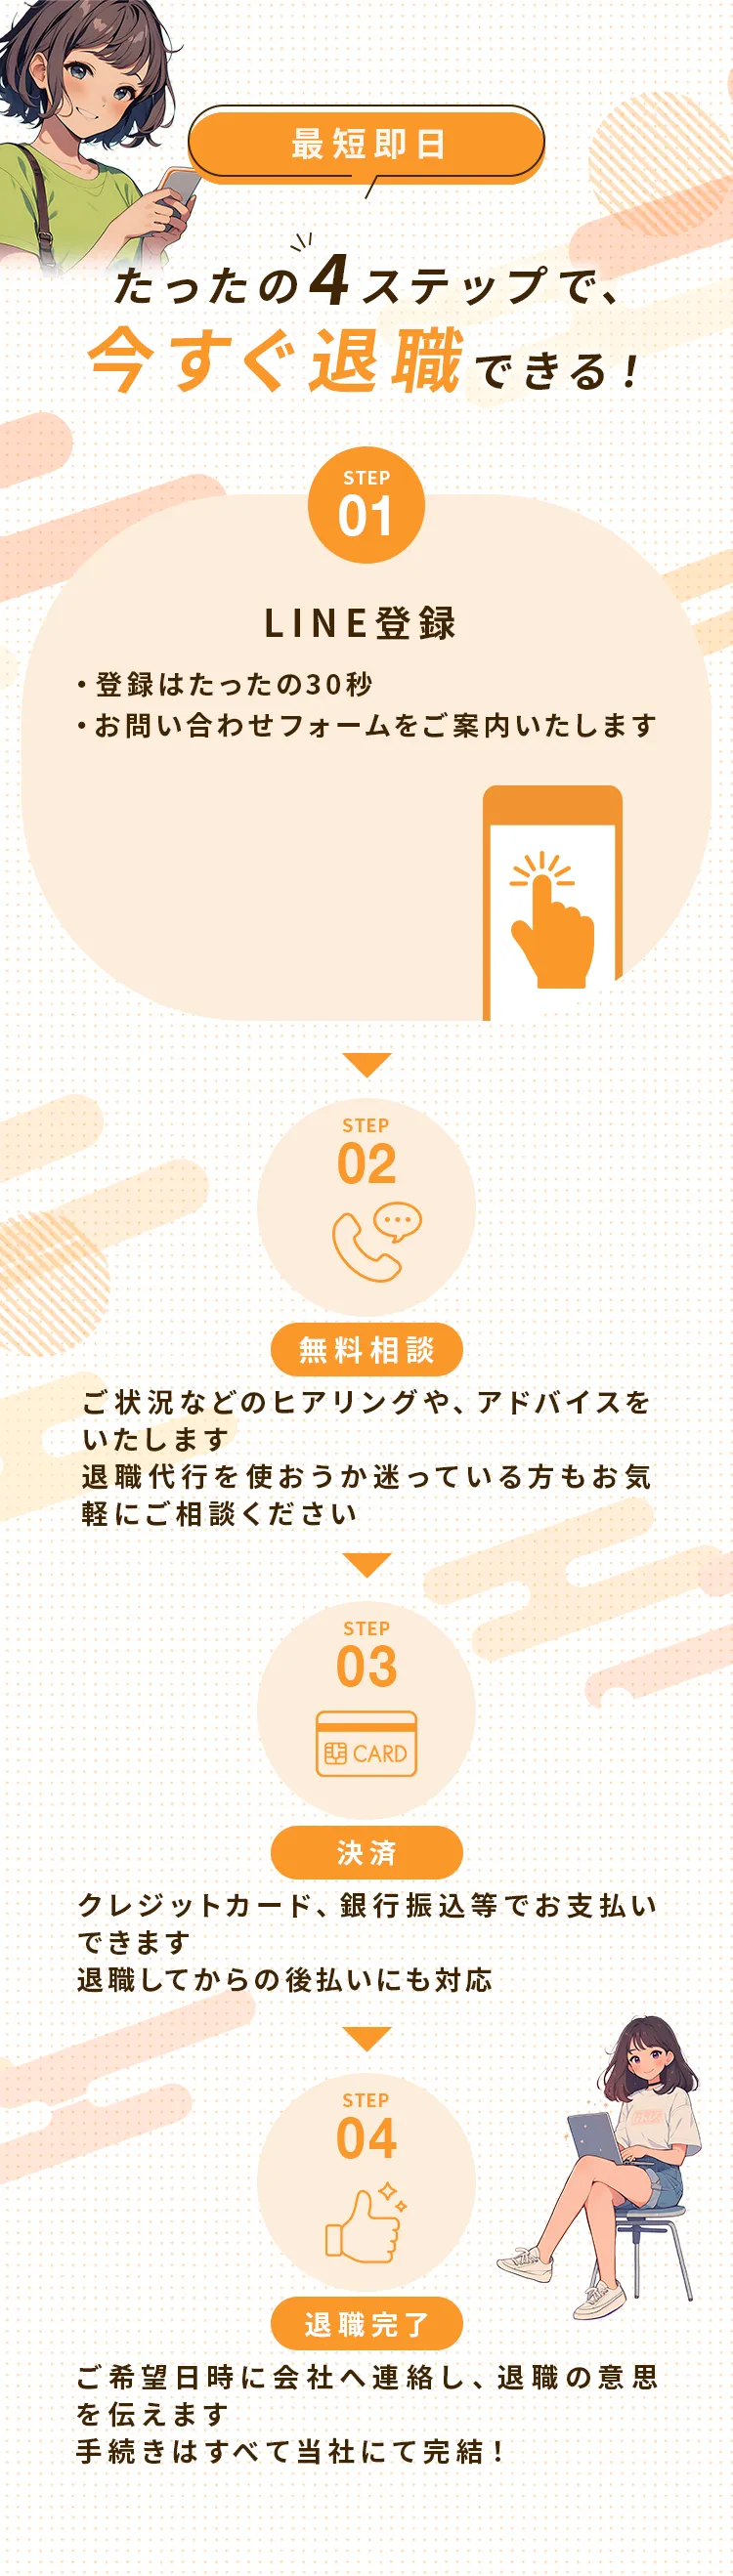 最短即日
たったの4ステップで、
今すぐ退職できる！
STEP
01
LINE登録
・登録はたったの30秒
・お問い合わせフォームをご案内いたします
STEP
02
無料相談
ご状況などのヒアリングや、アドバイスを
いたします
退職代行を使おうか迷っている方もお気
軽にご相談ください
STEP
03
CARD
決済
クレジットカード、銀行振込等でお支払い
できます
退職してからの後払いにも対応
STEP
04
退職完了
ご希望日時に会社へ連絡し、退職の意思
を伝えます
手続きはすべて当社にて完結！